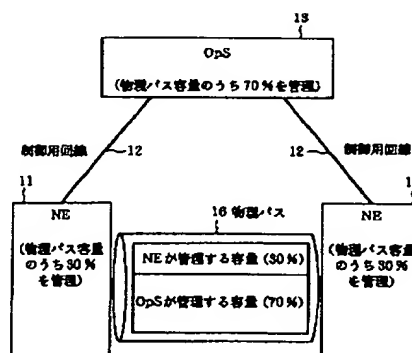 13
OpS
(物理パス容量のうち70%を管理)
制御用回線
12
12
制御用回線
11
NE
(物理パス容量
のうち30%
を管理)
16 物理パス
NEが管理する容量(30%)
OpSが管理する容量(70%)
1
NE
(物理パス容量
のうち30%
を管理)